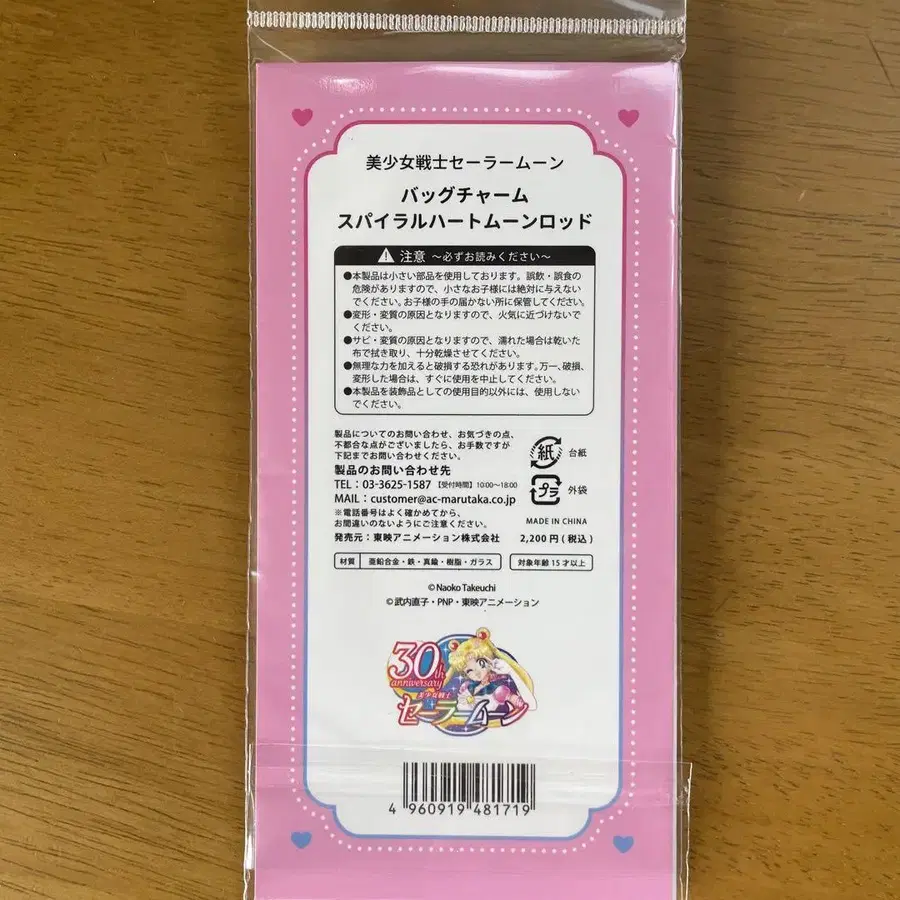 美少女戦士セーラームーン
バッグチャーム
スパイラルハートムーンロッド
注意 〜必ずお読みください〜
●本製品は小さい部品を使用しております。誤飲・誤食の
危険がありますので、小さなお子様には絶対に与えない
でください。お子様の手の届かない所に保管してください。
●変形・変質の原因となりますので、火気に近づけないで
ください。
●サビ・変質の原因となりますので、濡れた場合は乾いた
布で拭き取り、十分乾燥させてください。
●無理な力を加えると破損する恐れがあります。万一、破損、
変形した場合は、すぐに使用を中止してください。
●本製品を装飾品としての使用目的以外には、使用しない
でください。
製品についてのお問い合わせ、お気づきの点、
不都合な点がございましたら、お手数ですが
下記までお問い合わせください。
製品のお問い合わせ先
TEL：03-3625-1587 【受付時間】10:00〜18:00
MAIL：customer@ac-marutaka.co.jp
※電話番号はよく確かめてから、
お間違いのないようにご注意ください。
発売元：東映アニメーション株式会社
紙 台紙
プラ 外袋
MADE IN CHINA
2,200円(税込)
材質 亜鉛合金・鉄・真鍮・樹脂・ガラス
対象年齢15才以上
© Naoko Takeuchi
© 武内直子・PNP・東映アニメーション
30th
anniversary
美少女戦士
セーラームーン
4 960919 481719